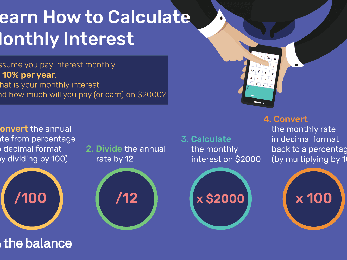 earn How to Calculate
Monthly Interest
ssume you pay interest monthly
10% per year.
hat is your monthly interest
nd how much will you pay (or earn) on $2000?
4. Convert
the monthly rate
in decimal format
back to a percentag
(by multiplying by 1
3. Calculate
the monthly
interest on $2000
onvert the annual
ate from percentage
decimal format
y dividing by 100)
2. Divide the annual
rate by 12
/100
/12
x $2000
x 100
the balance